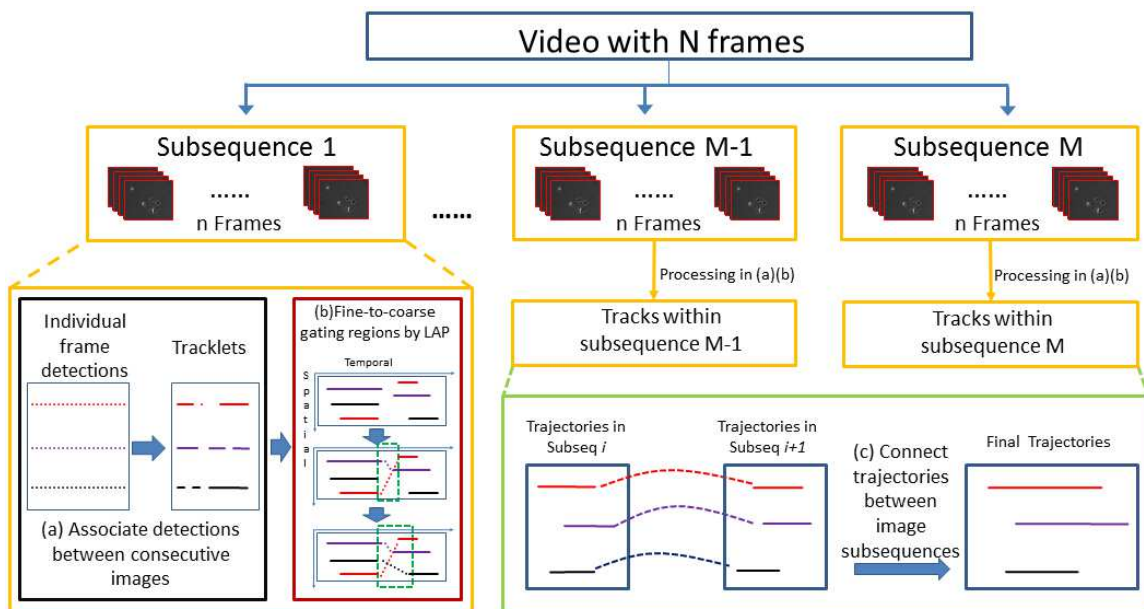 Video with N frames
Subsequence 1
......
n Frames
......
Subsequence M-1
......
n Frames
Subsequence M
......
n Frames
Processing in (a)(b)
Processing in (a)(b)
Tracks within
subsequence M-1
Tracks within
subsequence M
Individual
frame
detections
Tracklets
(a) Associate detections
between consecutive
images
(b)Fine-to-coarse
gating regions by LAP
Temporal
Spatial
Trajectories in
Subseq i
Trajectories in
Subseq i+1
(c) Connect
trajectories
between
image
subsequences
Final Trajectories